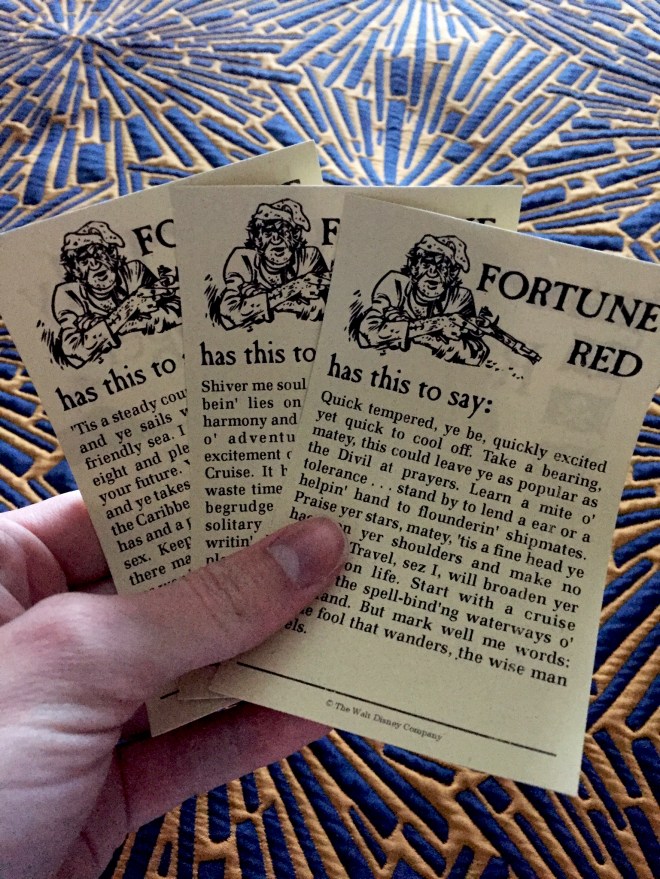 has this to
'Tis a steady cou
and ye sails
friendly sea.
eight and ple
your future.
and ye takes
the Caribbe
has and a
sex. Keep
there ma
FORTUNE
has this to
Shiver me soul
bein' lies on
harmony and
o' adventu
excitement
Cruise. It
waste time
begrudge
solitary
writin'
FORTUNE
RED
has this to say:
Quick tempered, ye be, quickly excited
yet quick to cool off. Take a bearing,
matey, this could leave ye as popular as
the Divil at prayers. Learn a mite o'
tolerance . . . stand by to lend a ear or a
helpin' hand to flounderin' shipmates.
Praise yer stars, matey, 'tis a fine head ye
on yer shoulders and make no
Travel, sez I, will broaden yer
on life. Start with a cruise
the spell-bind'ng waterways o'
and. But mark well me words:
fool that wanders, the wise man
els.
© The Walt Disney Company